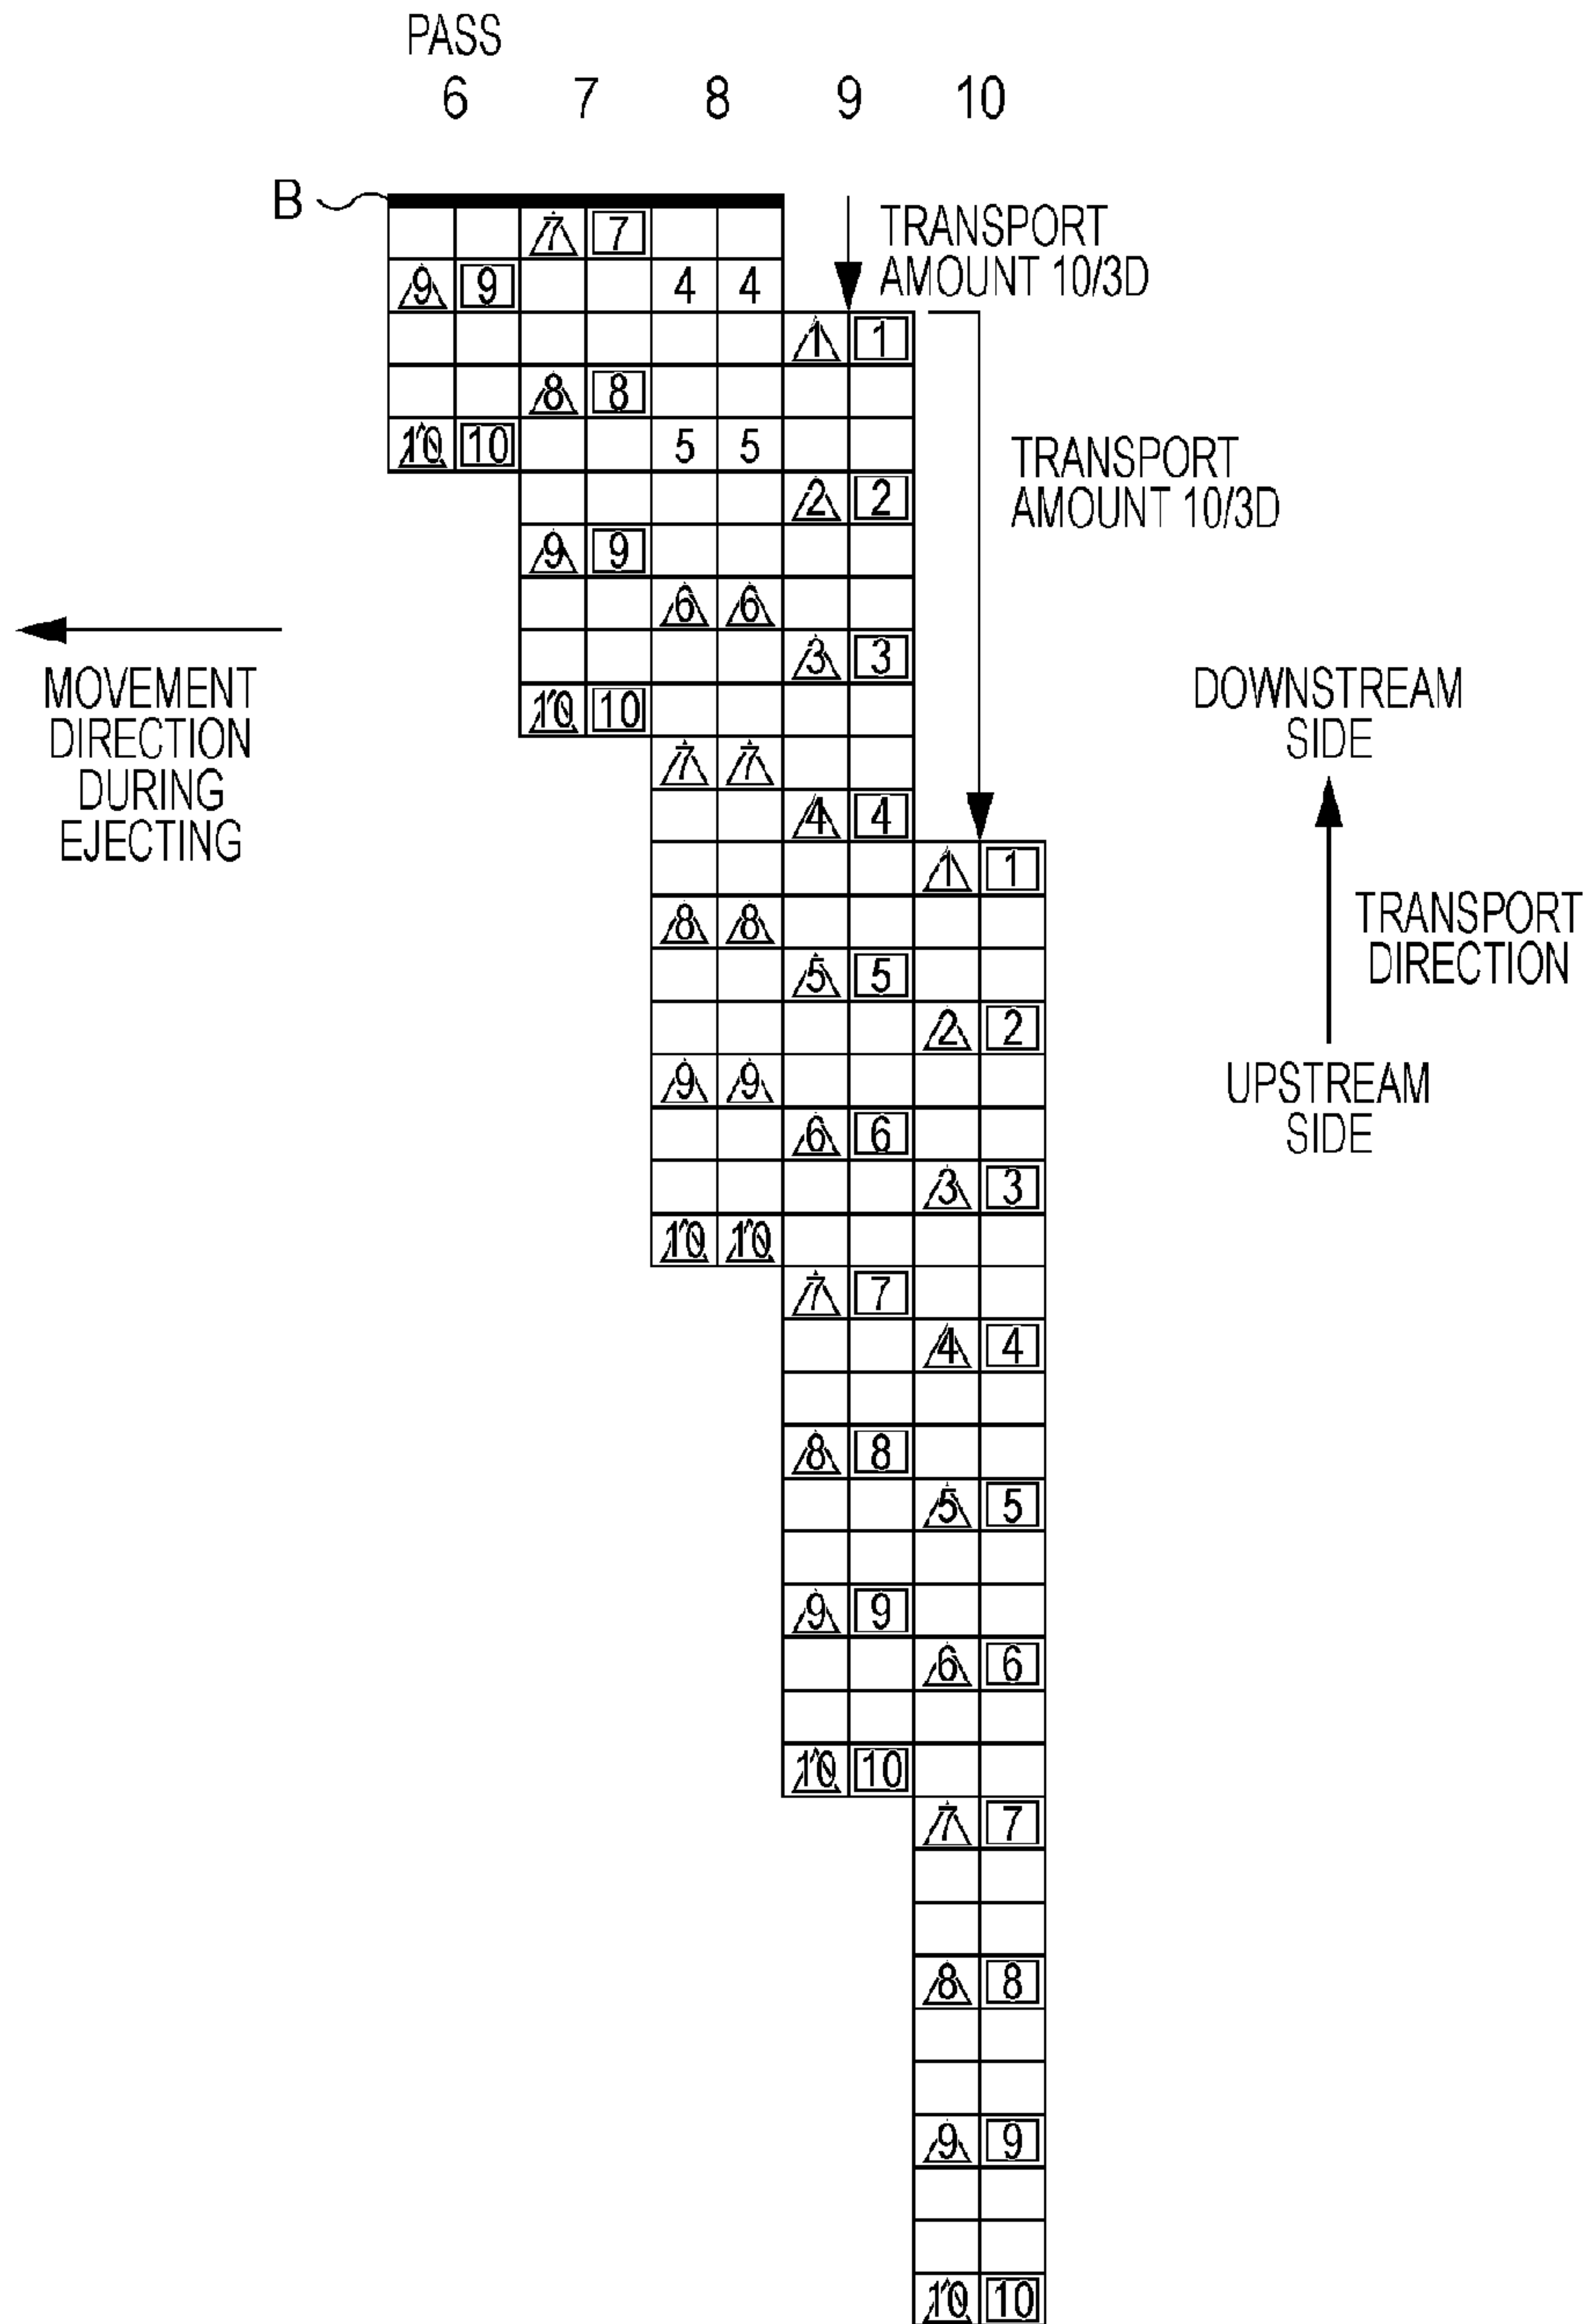 PASS
6 7 8 9 10
B
7 7
TRANSPORT
AMOUNT 10/3D
9 9 4 4
1 1
8 8
10 10 5 5
TRANSPORT
AMOUNT 10/3D
2 2
9 9
6 6
MOVEMENT
DIRECTION
DURING
EJECTING
3 3
DOWNSTREAM
SIDE
10 10
7 7
4 4
1 1
8 8
TRANSPORT
DIRECTION
5 5
2 2
9 9
UPSTREAM
SIDE
6 6
3 3
10 10
7 7
4 4
8 8
5 5
9 9
6 6
10 10
7 7
8 8
9 9
10 10